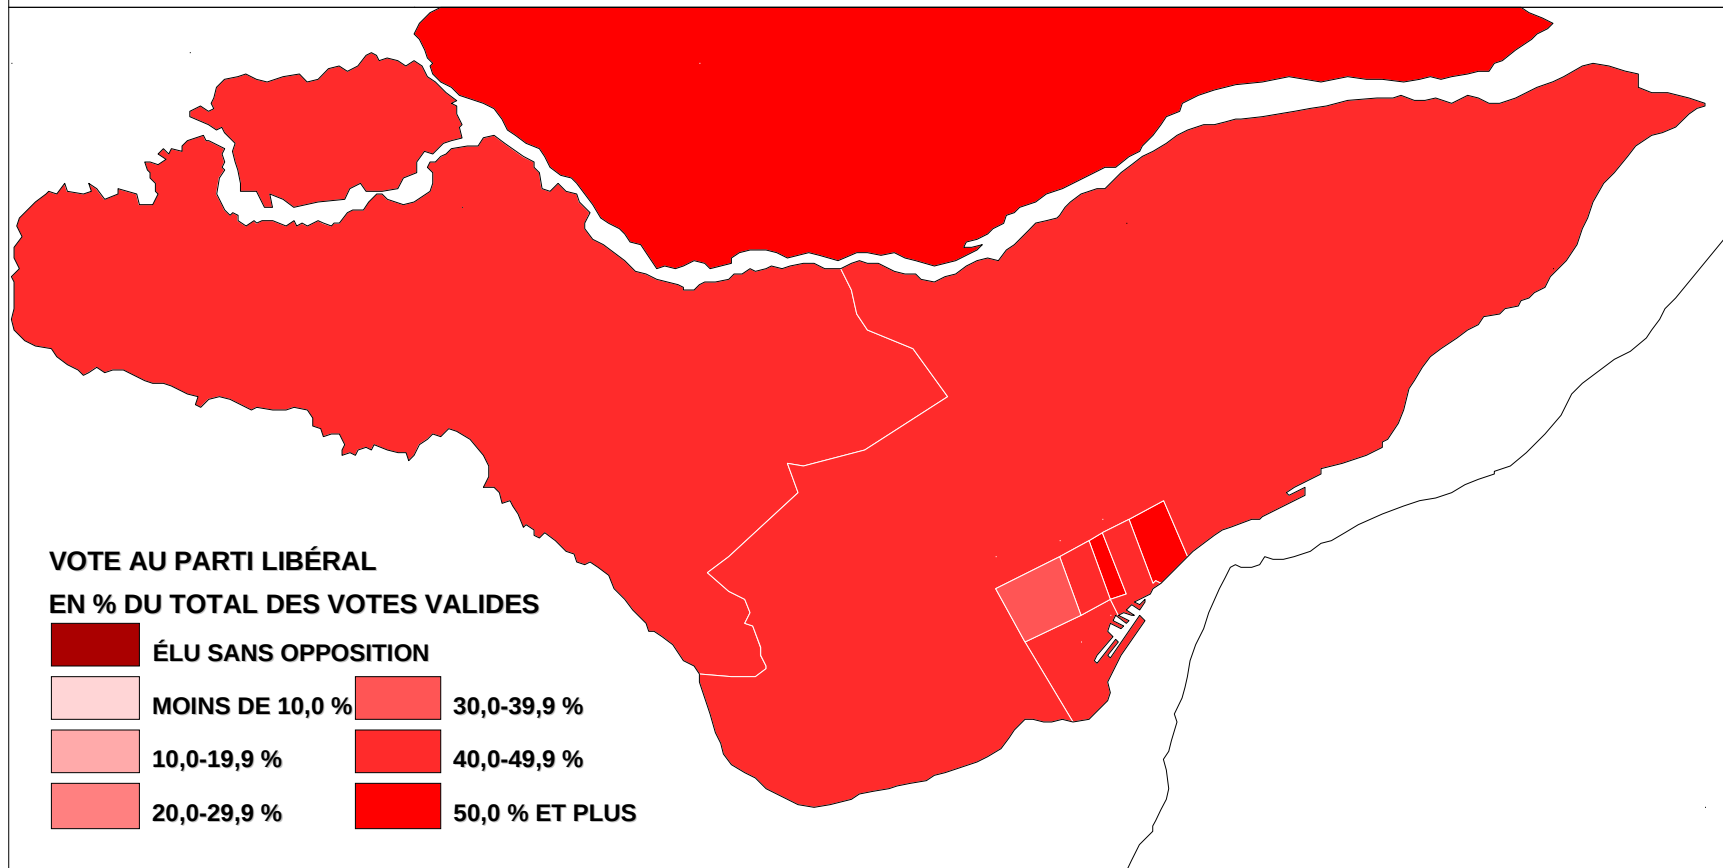 VOTE AU PARTI LIBÉRAL
EN % DU TOTAL DES VOTES VALIDES
ÉLU SANS OPPOSITION
MOINS DE 10,0 %
30,0-39,9 %
10,0-19,9 %
40,0-49,9 %
20,0-29,9 %
50,0 % ET PLUS